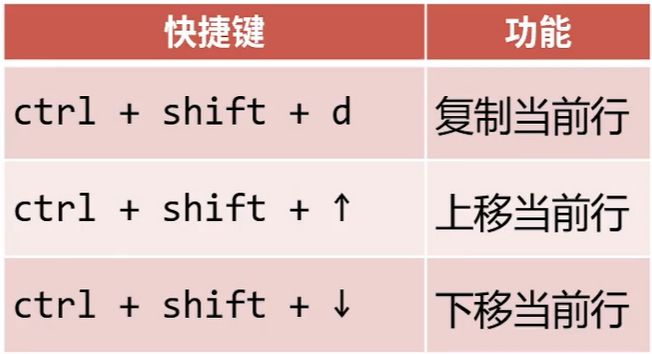 快捷键 功能
ctrl + shift + d 复制当前行
ctrl + shift + ↑ 上移当前行
ctrl + shift + ↓ 下移当前行